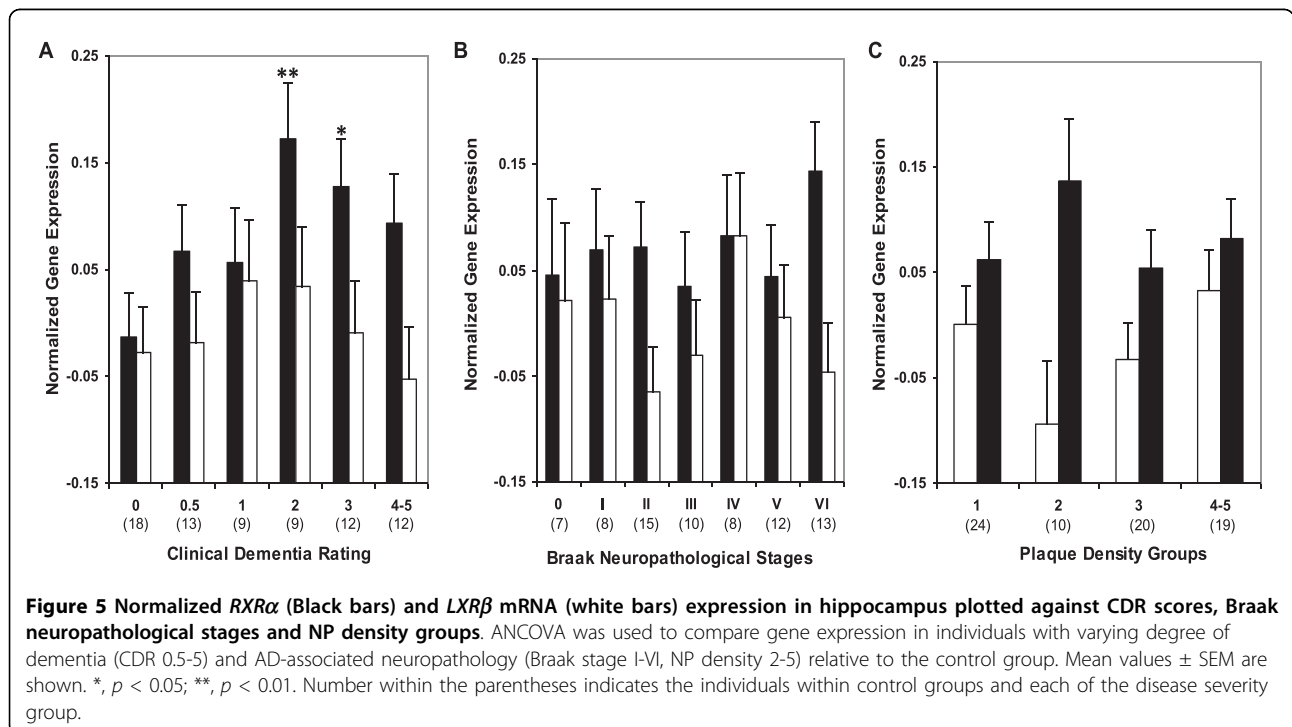 A
0.25
0.15
0.05
-0.05
-0.15
Normalized Gene Expression
**
*
0 0.5 1 2 3 4-5
(18) (13) (9) (9) (12) (12)
Clinical Dementia Rating
B
0.25
0.15
0.05
-0.05
-0.15
Normalized Gene Expression
0 I II III IV V VI
(7) (8) (15) (10) (8) (12) (13)
Braak Neuropathological Stages
C
0.25
0.15
0.05
-0.05
-0.15
Normalized Gene Expression
1 2 3 4-5
(24) (10) (20) (19)
Plaque Density Groups
Figure 5 Normalized RXRα (Black bars) and LXRβ mRNA (white bars) expression in hippocampus plotted against CDR scores, Braak
neuropathological stages and NP density groups. ANCOVA was used to compare gene expression in individuals with varying degree of
dementia (CDR 0.5-5) and AD-associated neuropathology (Braak stage I-VI, NP density 2-5) relative to the control group. Mean values ± SEM are
shown. *, p < 0.05; **, p < 0.01. Number within the parentheses indicates the individuals within control groups and each of the disease severity
group.